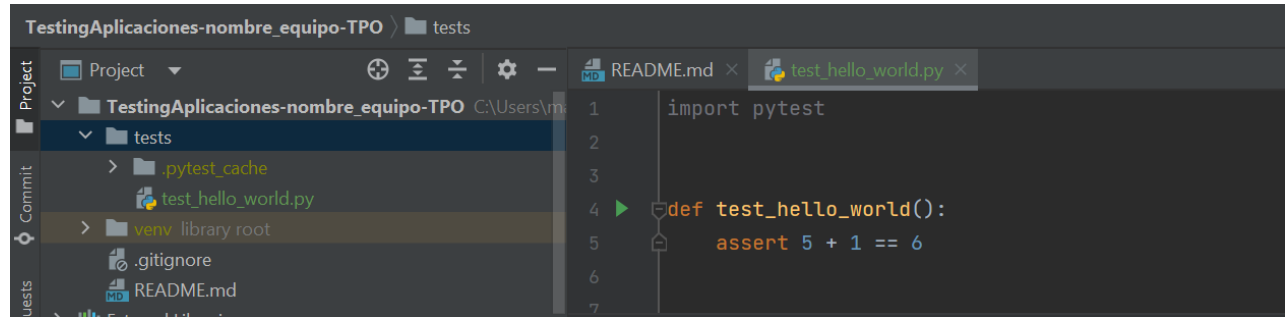 TestingAplicaciones-nombre_equipo-TPO 〉 tests
Project
Commit
Project
TestingAplicaciones-nombre_equipo-TPO C:\Users\m
tests
.pytest_cache
test_hello_world.py
venv library root
.gitignore
README.md
README.md
test_hello_world.py
1 import pytest
2
3
4 def test_hello_world():
5 assert 5 + 1 == 6
6
7